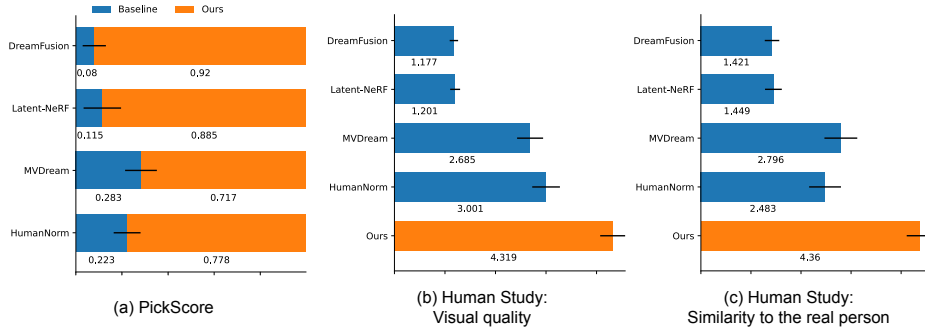 Baseline Ours
DreamFusion
0.08 0.92
Latent-NeRF
0.115 0.885
MVDream
0.283 0.717
HumanNorm
0.223 0.778
(a) PickScore
DreamFusion
1.177
Latent-NeRF
1.201
MVDream
2.685
HumanNorm
3.001
Ours
4.319
(b) Human Study:
Visual quality
DreamFusion
1.421
Latent-NeRF
1.449
MVDream
2.796
HumanNorm
2.483
Ours
4.36
(c) Human Study:
Similarity to the real person